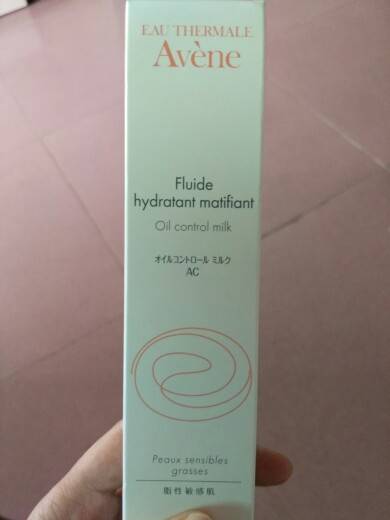 EAU THERMALE
Avène
Fluide
hydratant matifiant
Oil control milk
オイルコントロール ミルク
AC
Peaux sensibles
grasses
脂性敏感肌